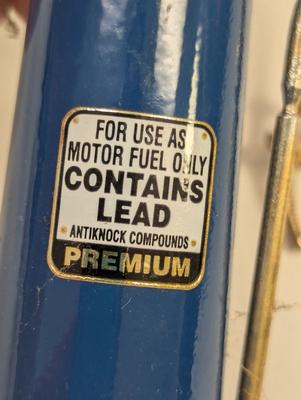 FOR USE AS
MOTOR FUEL ONLY
CONTAINS
LEAD
ANTIKNOCK COMPOUNDS
PREMIUM